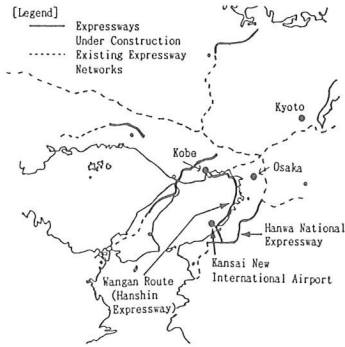 [Legend]
Expressways
Under Construction
Existing Expressway
Networks
Kyoto
Kobe
Osaka
Hanwa National
Expressway
Kansai New
International Airport
Wangan Route
(Hanshin
Expressway)